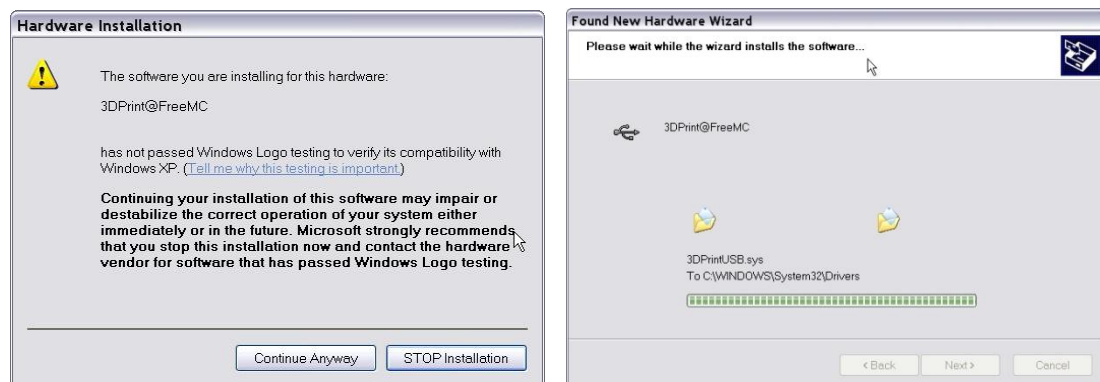 Hardware Installation
The software you are installing for this hardware:
3DPrint@FreeMC
has not passed Windows Logo testing to verify its compatibility with
Windows XP. (Tell me why this testing is important.)
Continuing your installation of this software may impair or
destabilize the correct operation of your system either
immediately or in the future. Microsoft strongly recommends
that you stop this installation now and contact the hardware
vendor for software that has passed Windows Logo testing.
Continue Anyway
STOP Installation
Found New Hardware Wizard
Please wait while the wizard installs the software...
3DPrint@FreeMC
3DPrintUSB.sys
To C:\WINDOWS\System32\Drivers
< Back
Next >
Cancel